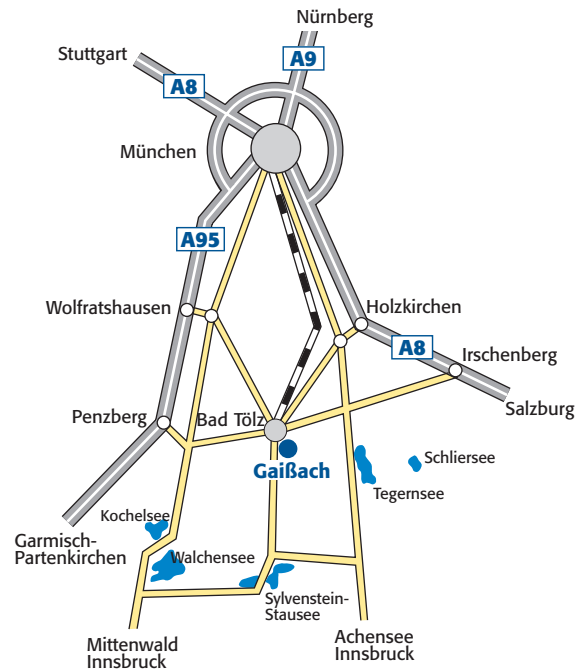 Nürnberg
Stuttgart
A9
A8
München
A95
Wolfratshausen
Holzkirchen
A8
Irschenberg
Salzburg
Penzberg
Bad Tölz
Gaißach
Schliersee
Tegernsee
Kochelsee
Garmisch-
Partenkirchen
Walchensee
Sylvenstein-
Stausee
Mittenwald
Innsbruck
Achensee
Innsbruck